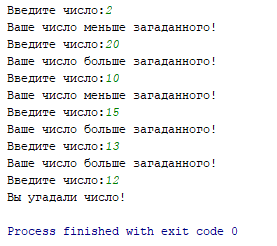 Введите число:2
Ваше число меньше загаданного!
Введите число:20
Ваше число больше загаданного!
Введите число:10
Ваше число меньше загаданного!
Введите число:15
Ваше число больше загаданного!
Введите число:13
Ваше число больше загаданного!
Введите число:12
Вы угадали число!
Process finished with exit code 0